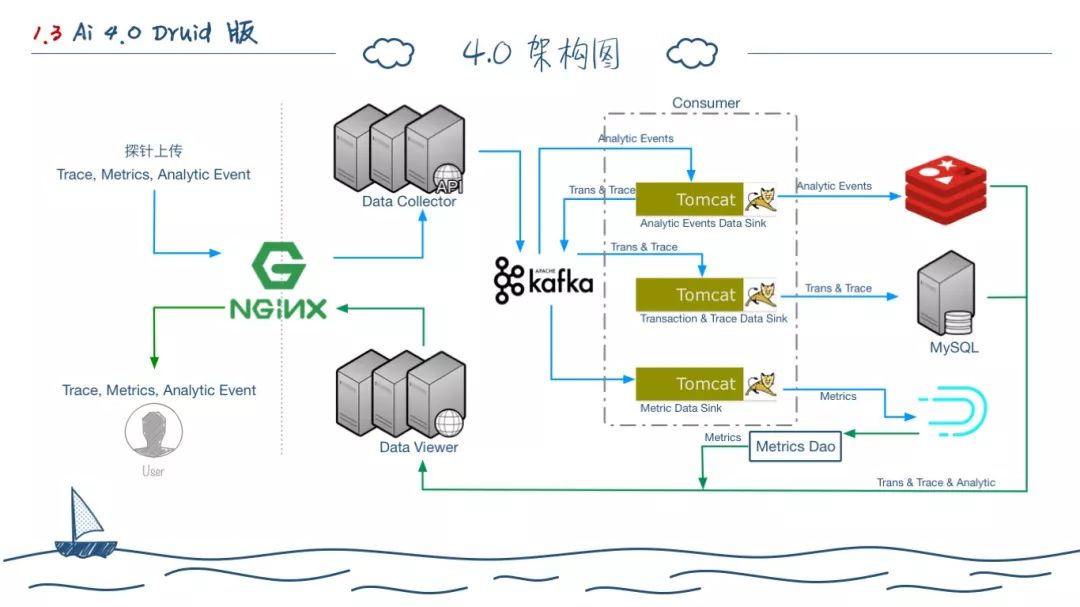 1.3 Ai 4.0 Druid 版
4.0 架构图
探针上传
Trace, Metrics, Analytic Event
NGINX
Trace, Metrics, Analytic Event
User
API
Data Collector
Data Viewer
APACHE
kafka
Consumer
Analytic Events
Trans & Trace
Tomcat
Analytic Events Data Sink
Analytic Events
Trans & Trace
Tomcat
Transaction & Trace Data Sink
Trans & Trace
MySQL
Tomcat
Metric Data Sink
Metrics
Metrics
Metrics Dao
Trans & Trace & Analytic